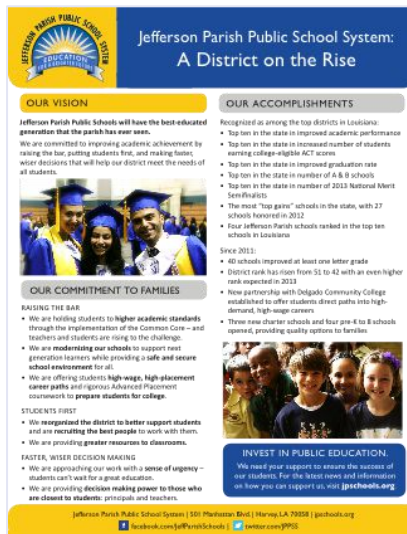 JEFFERSON PARISH PUBLIC SCHOOL SYSTEM
EDUCATION
FOR A BRIGHTER FUTURE
Jefferson Parish Public School System:
A District on the Rise
OUR VISION
Jefferson Parish Public Schools will have the best-educated
generation that the parish has ever seen.
We are committed to improving academic achievement by
raising the bar, putting students first, and making faster,
wiser decisions that will help our district meet the needs of
all students.
OUR COMMITMENT TO FAMILIES
RAISING THE BAR
• We are holding students to higher academic standards
through the implementation of the Common Core – and
teachers and students are rising to the challenge.
• We are modernizing our schools to support next
generation learners while providing a safe and secure
school environment for all.
• We are offering students high-wage, high-placement
career paths and rigorous Advanced Placement
coursework to prepare students for college.
STUDENTS FIRST
• We reorganized the district to better support students
and are recruiting the best people to work with them.
• We are providing greater resources to classrooms.
FASTER, WISER DECISION MAKING
• We are approaching our work with a sense of urgency –
students can't wait for a great education.
• We are providing decision making power to those who
are closest to students: principals and teachers.
OUR ACCOMPLISHMENTS
Recognized as among the top districts in Louisiana:
• Top ten in the state in improved academic performance
• Top ten in the state in increased number of students
earning college-eligible ACT scores
• Top ten in the state in improved graduation rate
• Top ten in the state in number of A & B schools
• Top ten in the state in number of 2013 National Merit
Semifinalists
• The most "top gains" schools in the state, with 27
schools honored in 2012
• Four Jefferson Parish schools ranked in the top ten
schools in Louisiana
Since 2011:
• 40 schools improved at least one letter grade
• District rank has risen from 51 to 42 with an even higher
rank expected in 2013
• New partnership with Delgado Community College
established to offer students direct paths into high-
demand, high-wage careers
• Three new charter schools and four pre-K to 8 schools
opened, providing quality options to families
INVEST IN PUBLIC EDUCATION.
We need your support to ensure the success of
our students. For the latest news and information
on how you can support us, visit jpschools.org
Jefferson Parish Public School System | 501 Manhattan Blvd. | Harvey, LA 70058 | jpschools.org
facebook.com/JeffParishSchools | twitter.com/JPPSS